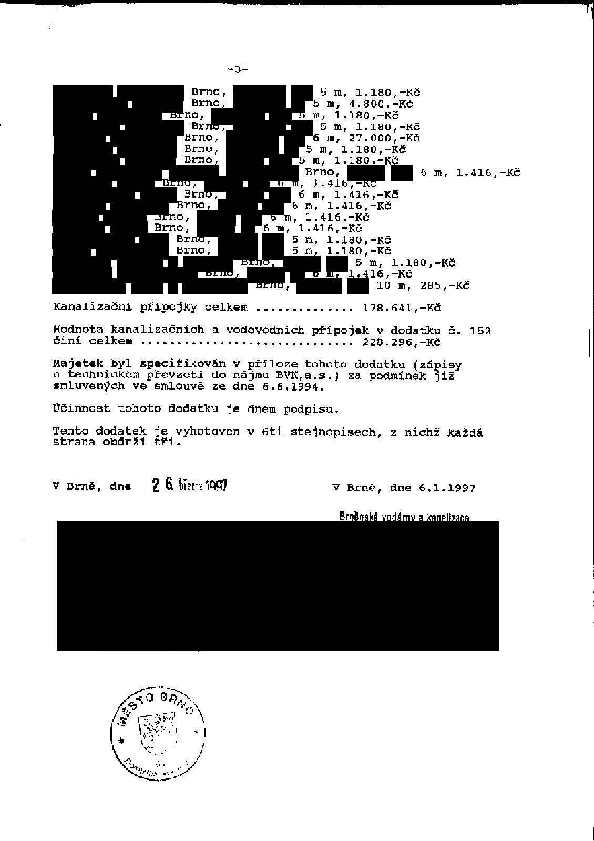 -3-
Brno, 5 m, 1.180,-Kč
Brno, 5 m, 4.800,-Kč
Brno, 5 m, 1.180,-Kč
Brno, 5 m, 1.180,-Kč
Brno, 6 m, 27.000,-Kč
Brno, 5 m, 1.180,-Kč
Brno, 5 m, 1.180.-Kč
Brno, 6 m, 1.416,-Kč
Brno, 6 m, 1.416,-Kč
Brno, 6 m, 1.416,-Kč
Brno, 6 m, 1.416,-Kč
Brno, 6 m, 1.416.-Kč
Brno, 6 m, 1.416,-Kč
Brno, 5 m, 1.180,-Kč
Brno, 5 m, 1.180,-Kč
Brno, 5 m, 1.180,-Kč
Brno, 6 m, 1.416,-Kč
Brno, 10 m, 285,-Kč
Kanalizační přípojky celkem .............. 178.641,-Kč
Hodnota kanalizačních a vodovodních přípojek v dodatku č. 159
činí celkem ............................. 228.296,-Kč
Majetek byl specifikován v příloze tohoto dodatku (zápisy
o technickém převzetí do nájmu BVK,a.s.) za podmínek již
smluvených ve smlouvě ze dne 6.6.1994.
Účinnost tohoto dodatku je dnem podpisu.
Tento dodatek je vyhotoven v 6ti stejnopisech, z nichž každá
strana obdrží tři.
V Brně, dne 26. března 1997 V Brně, dne 6.1.1997
Brněnské vodárny a kanalizace
MĚSTO BRNO